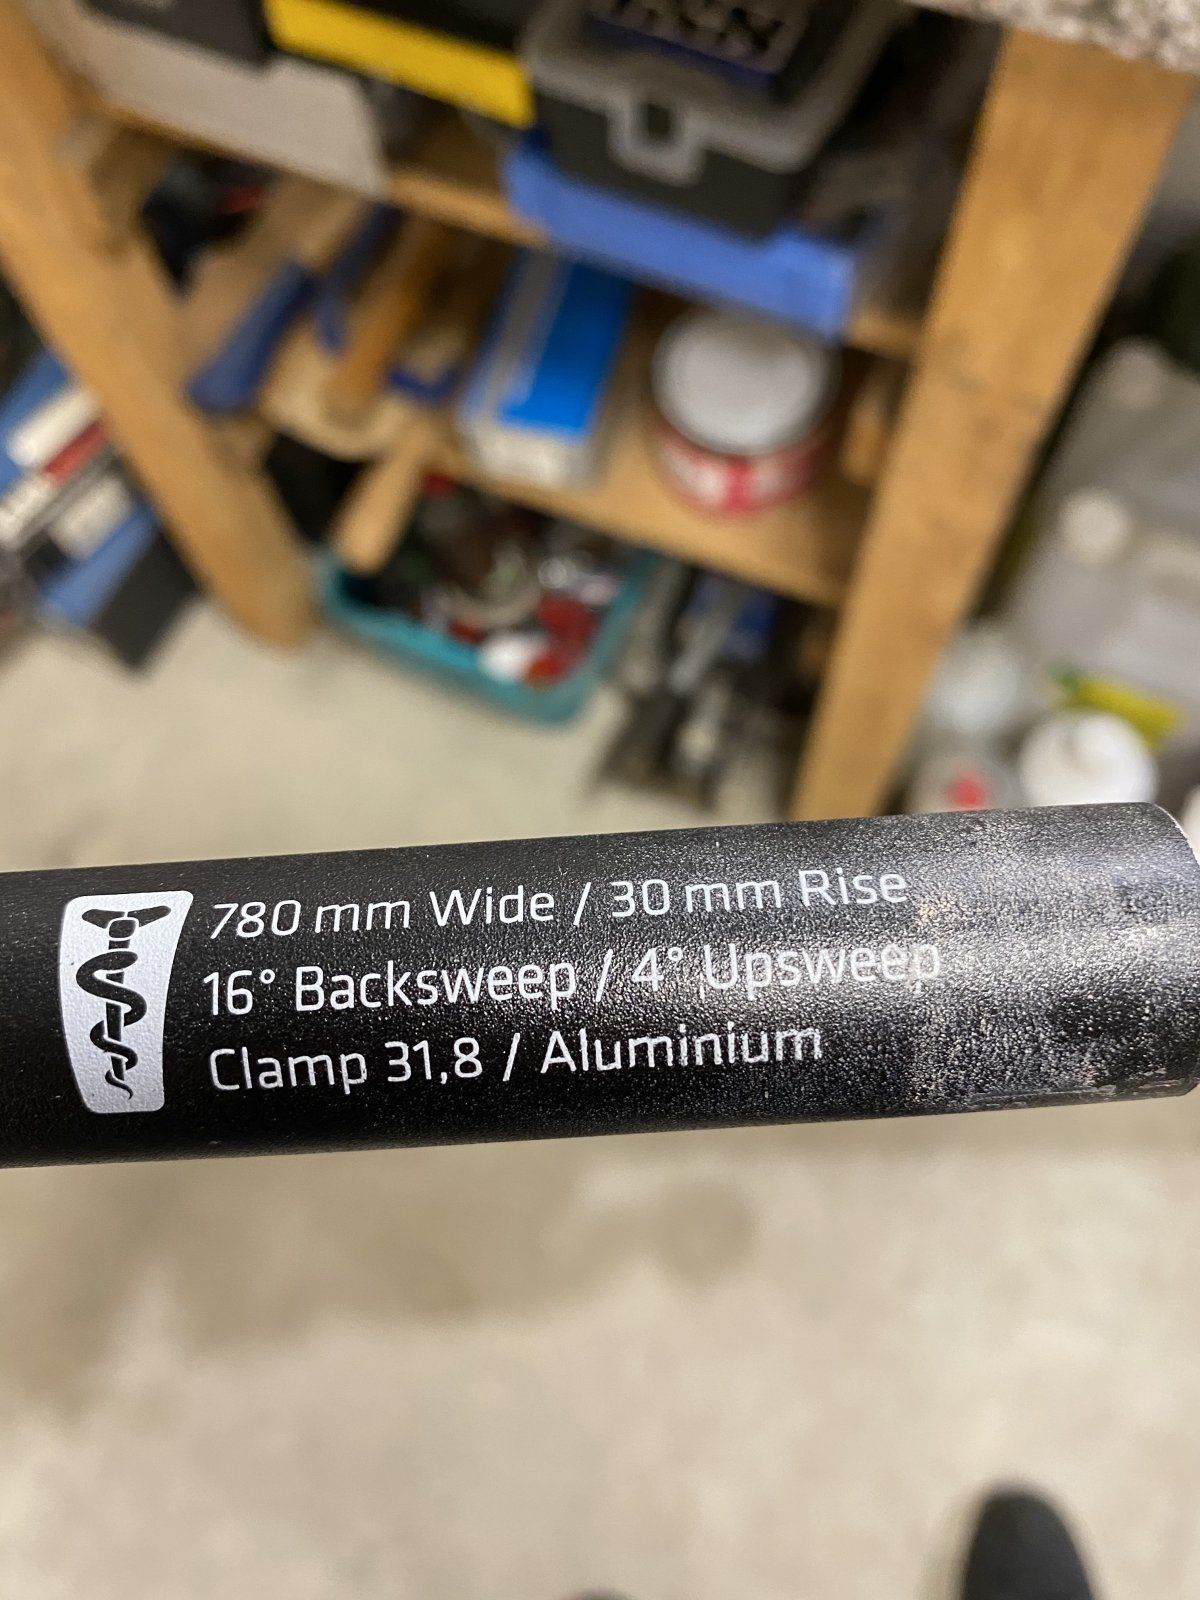 780 mm Wide / 30 mm Rise
16° Backsweep / 4° Upsweep
Clamp 31,8 / Aluminium